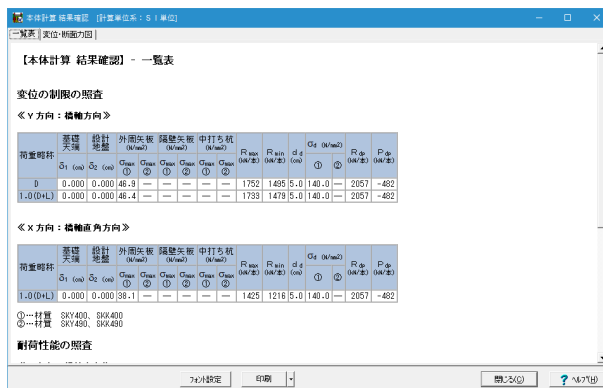 本体計算 結果確認 [計算単位系：ＳＩ単位]
一覧表 変位・断面力図
【本体計算 結果確認】- 一覧表
変位の制限の照査
≪Ｙ方向：橋軸方向≫
荷重略称 基礎天端 設計地盤 外周矢板 (N/mm2) 隔壁矢板 (N/mm2) 中打ち杭 (N/mm2) R max (kN/本) R min (kN/本) d d (cm) σd (N/mm2) R de (kN/本) P de (kN/本)
δ1 (cm) δ2 (cm) σmax ① σmax ② σmax ① σmax ② σmax ① σmax ② ① ②
D 0.000 0.000 46.9 — — — — — 1752 1495 5.0 140.0 — 2057 -482
1.0(D+L) 0.000 0.000 46.4 — — — — — 1733 1479 5.0 140.0 — 2057 -482
≪Ｘ方向：橋軸直角方向≫
荷重略称 基礎天端 設計地盤 外周矢板 (N/mm2) 隔壁矢板 (N/mm2) 中打ち杭 (N/mm2) R max (kN/本) R min (kN/本) d d (cm) σd (N/mm2) R de (kN/本) P de (kN/本)
δ1 (cm) δ2 (cm) σmax ① σmax ② σmax ① σmax ② σmax ① σmax ② ① ②
1.0(D+L) 0.000 0.000 38.1 — — — — — 1425 1216 5.0 140.0 — 2057 -482
①…材質 SKY400、SKK400
②…材質 SKY490、SKK490
耐荷性能の照査
フォント設定 印刷 閉じる(C) ? ヘルプ(H)